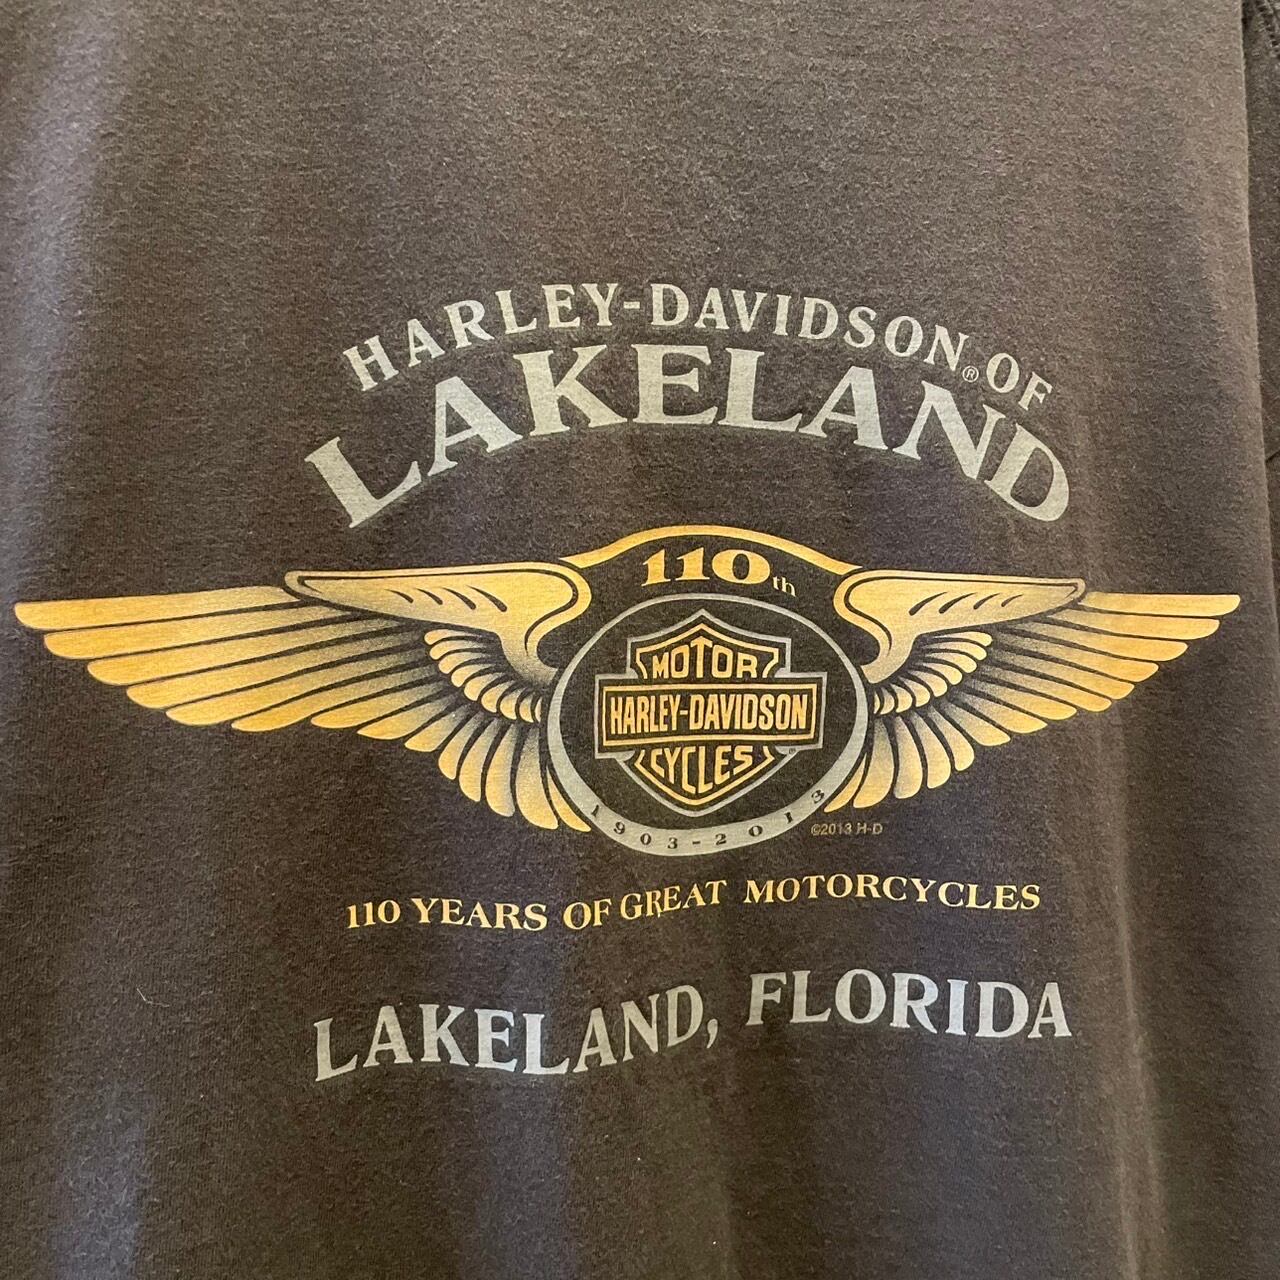 HARLEY-DAVIDSON® OF
LAKELAND
110th
MOTOR
HARLEY-DAVIDSON
CYCLES
®
1903-2013
©2013 H-D
110 YEARS OF GREAT MOTORCYCLES
LAKELAND, FLORIDA